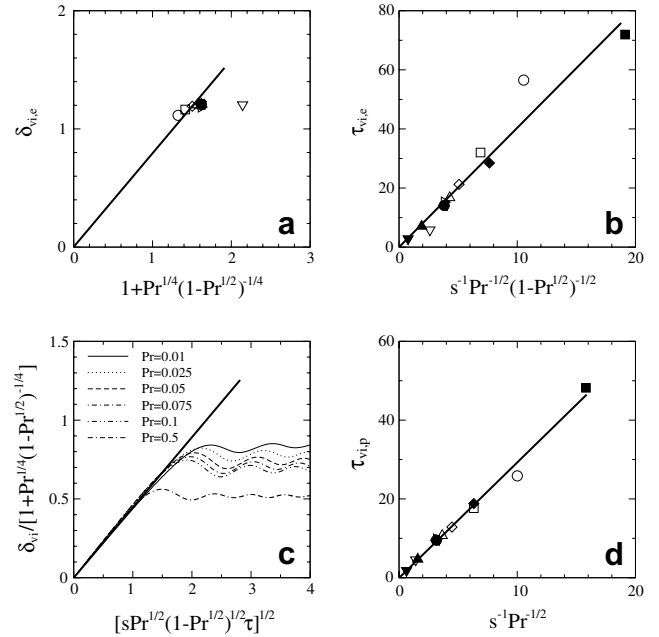 2
1
0
0
1
2
3
δvi,e
1+Pr^1/4(1-Pr^1/2)^-1/4
a
80
60
40
20
0
0
10
20
τvi,e
s^-1Pr^-1/2(1-Pr^1/2)^-1/2
b
1.5
1
0.5
0
0
1
2
3
4
δvi/[1+Pr^1/4(1-Pr^1/2)^-1/4]
Pr=0.01
Pr=0.025
Pr=0.05
Pr=0.075
Pr=0.1
Pr=0.5
[sPr^1/2(1-Pr^1/2)^1/2τ]^1/2
c
60
40
20
0
0
10
20
τvi,p
s^-1Pr^-1/2
d